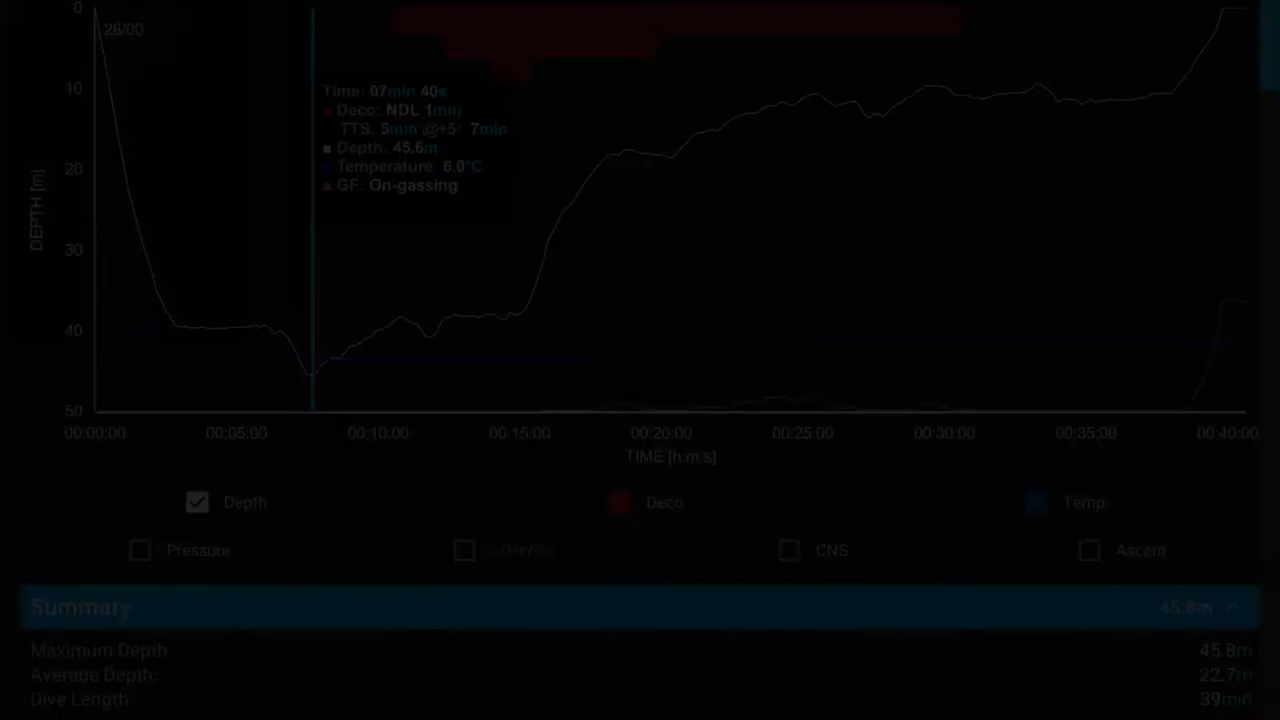 0
26/00
10
20
30
40
50
DEPTH [m]
Time: 07min 40s
Deco: NDL 1min
TTS: 5min @+5: 7min
Depth: 45.6m
Temperature: 6.0°C
GF: On-gassing
00:00:00 00:05:00 00:10:00 00:15:00 00:20:00 00:25:00 00:30:00 00:35:00 00:40:00
TIME [h:m:s]
Depth Deco Temp
Pressure CNS Ascent
Summary 45.8m
Maximum Depth 45.8m
Average Depth 22.7m
Dive Length 39min